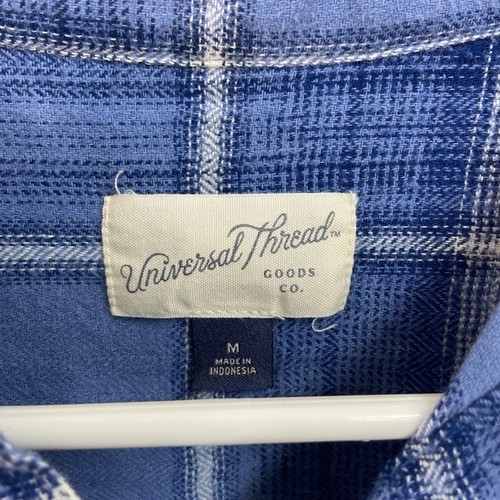 Universal Thread™
GOODS
CO.
M
MADE IN
INDONESIA